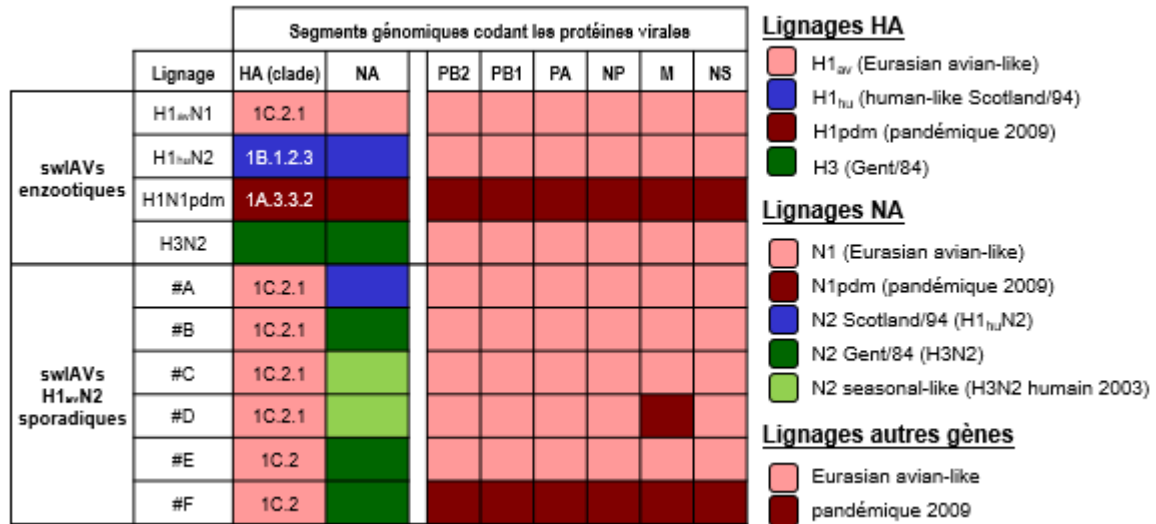 Segments génomiques codant les protéines virales
Lignage HA (clade) NA PB2 PB1 PA NP M NS
swIAVs enzootiques
H1avN1 1C.2.1
H1huN2 1B.1.2.3
H1N1pdm 1A.3.3.2
H3N2
swIAVs H1avN2 sporadiques
#A 1C.2.1
#B 1C.2.1
#C 1C.2.1
#D 1C.2.1
#E 1C.2
#F 1C.2
Lignages HA
H1av (Eurasian avian-like)
H1hu (human-like Scotland/94)
H1pdm (pandémique 2009)
H3 (Gent/84)
Lignages NA
N1 (Eurasian avian-like)
N1pdm (pandémique 2009)
N2 Scotland/94 (H1huN2)
N2 Gent/84 (H3N2)
N2 seasonal-like (H3N2 humain 2003)
Lignages autres gènes
Eurasian avian-like
pandémique 2009